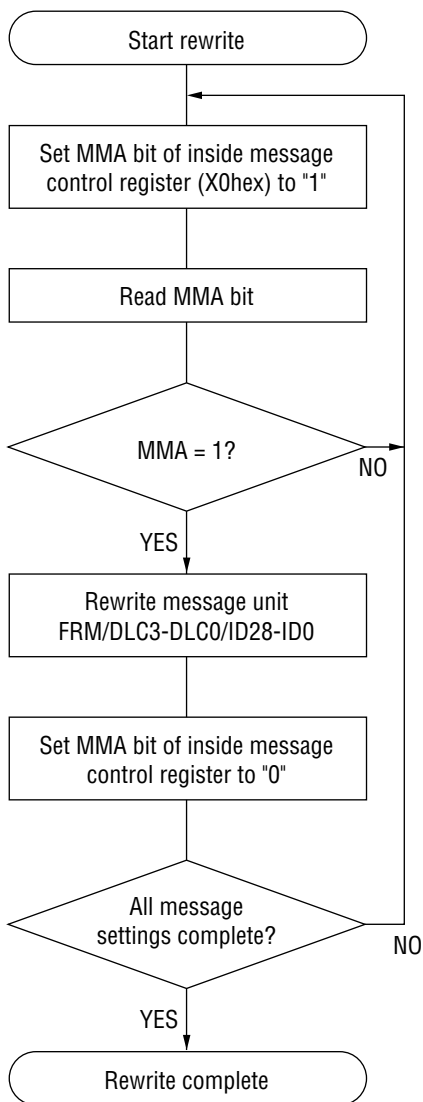 Start rewrite
Set MMA bit of inside message
control register (X0hex) to "1"
Read MMA bit
MMA = 1?
NO
YES
Rewrite message unit
FRM/DLC3-DLC0/ID28-ID0
Set MMA bit of inside message
control register to "0"
All message
settings complete?
NO
YES
Rewrite complete